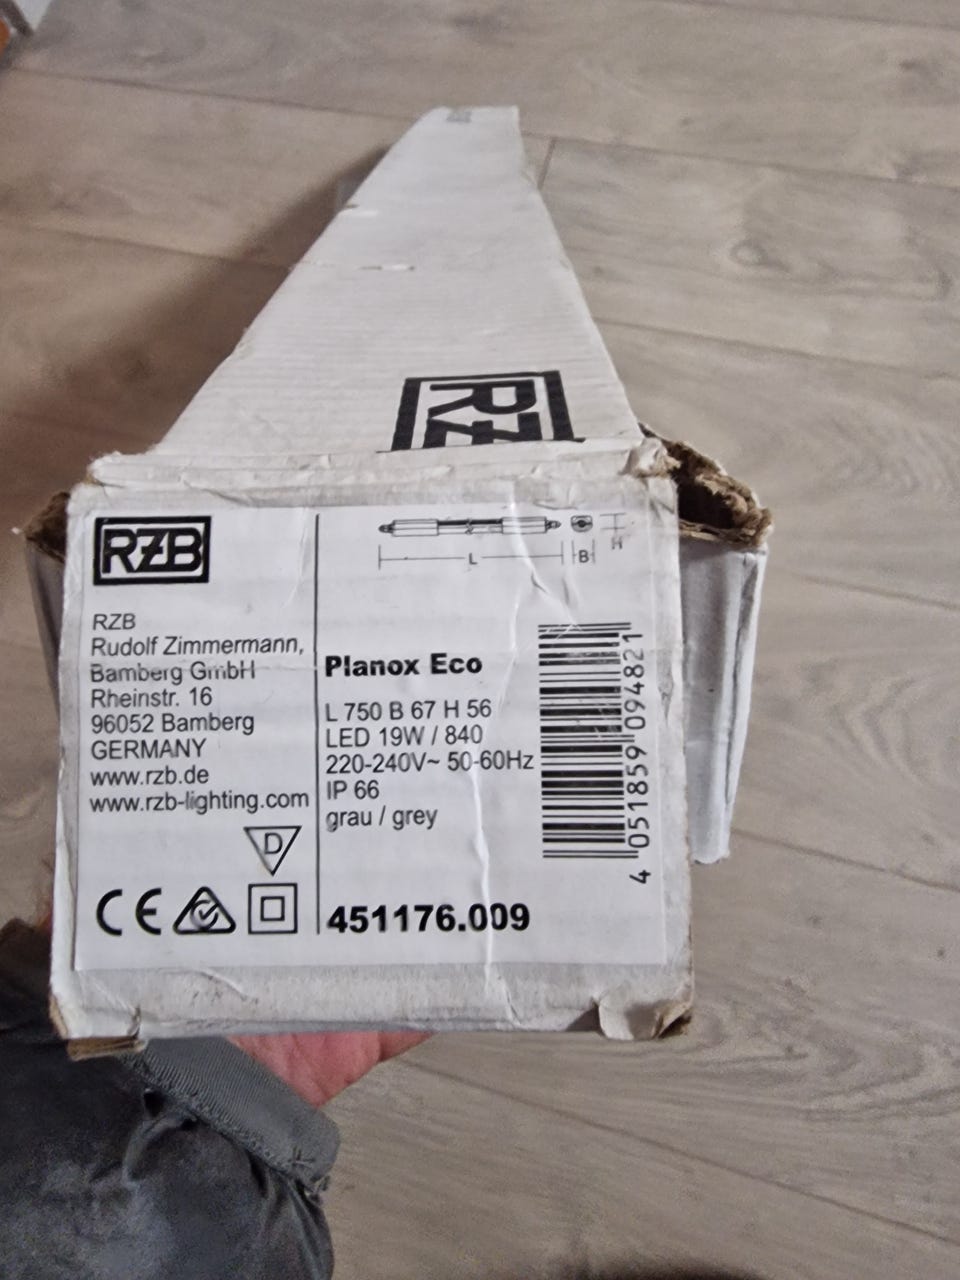 RZB
RZB
RZB
Rudolf Zimmermann,
Bamberg GmbH
Rheinstr. 16
96052 Bamberg
GERMANY
www.rzb.de
www.rzb-lighting.com
D
CE
L
B
H
Planox Eco
L 750 B 67 H 56
LED 19W / 840
220-240V~ 50-60Hz
IP 66
grau / grey
451176.009
4 051859 094821